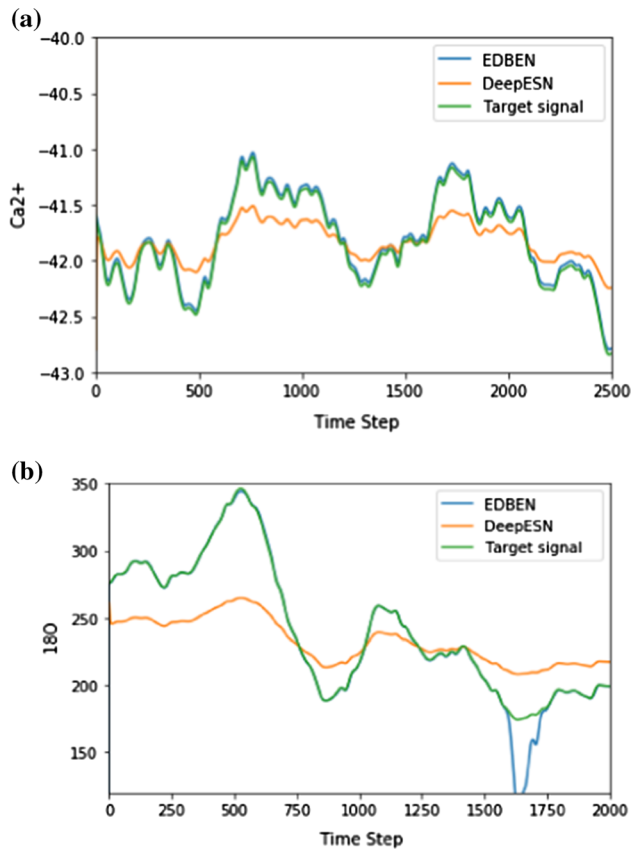 (a)
−40.0
−40.5
−41.0
−41.5
−42.0
−42.5
−43.0
Ca2+
EDBEN
DeepESN
Target signal
0 500 1000 1500 2000 2500
Time Step
(b)
350
300
250
200
150
18O
EDBEN
DeepESN
Target signal
0 250 500 750 1000 1250 1500 1750 2000
Time Step